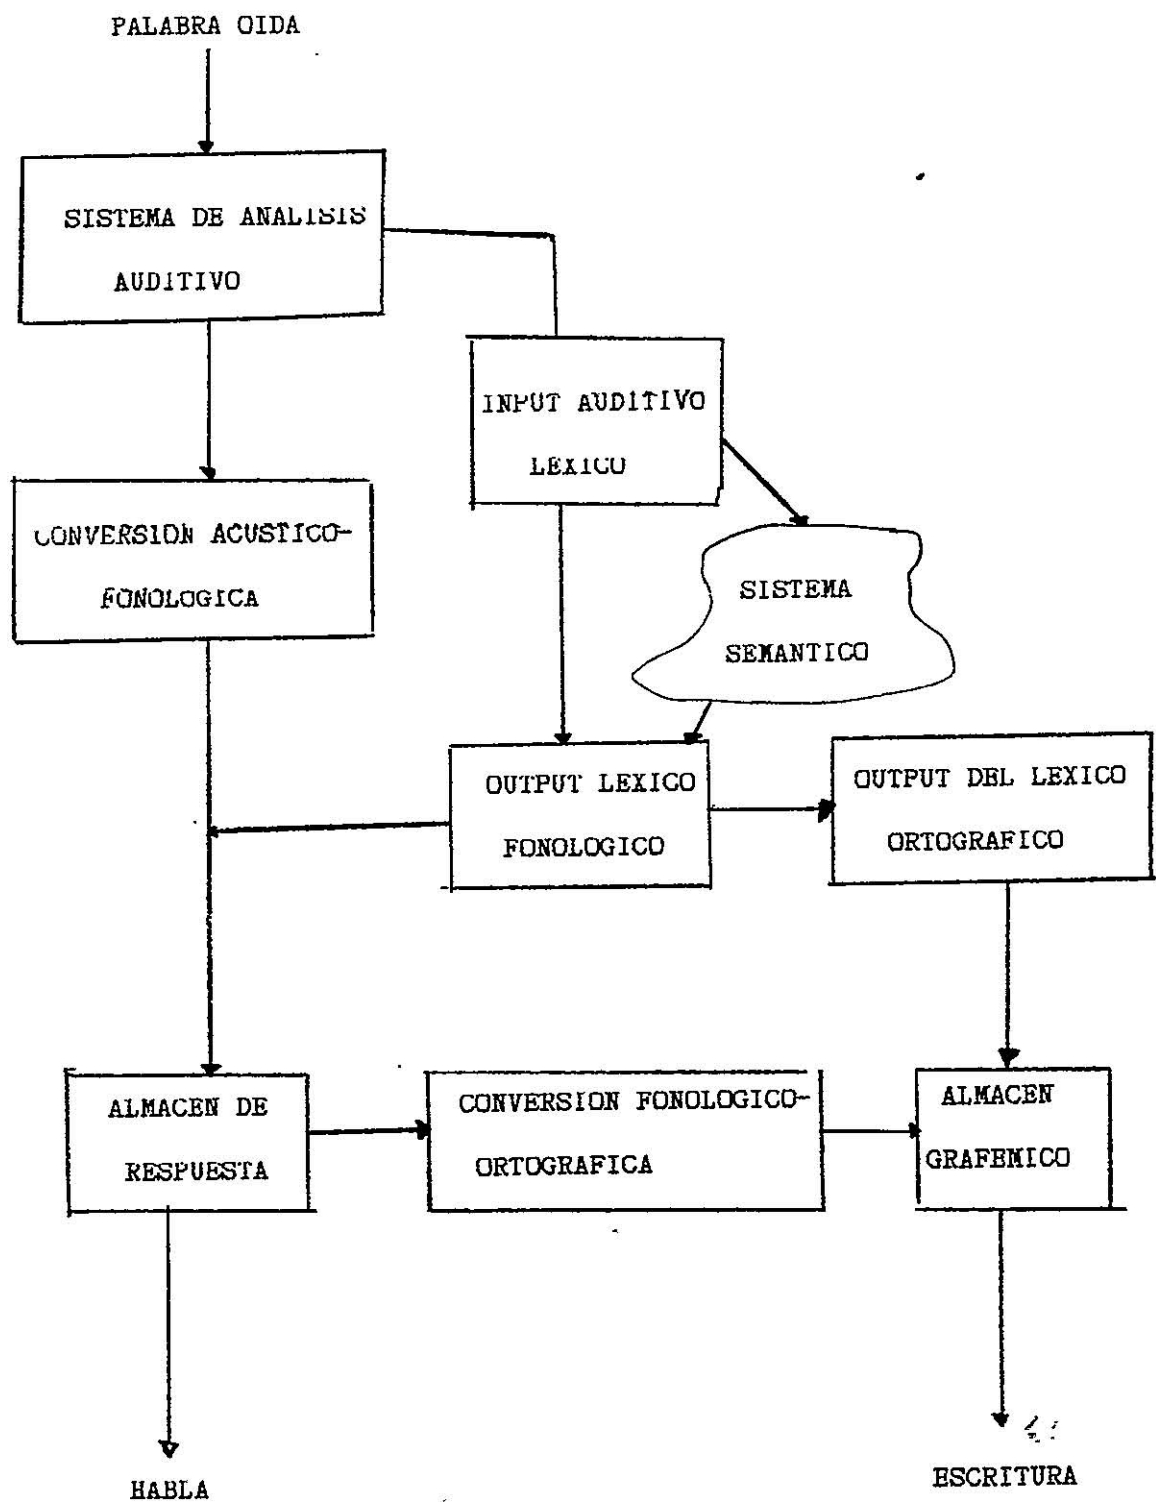 PALABRA OIDA
SISTEMA DE ANALISIS
AUDITIVO
INPUT AUDITIVO
LEXICO
CONVERSION ACUSTICO-
FONOLOGICA
SISTEMA
SEMANTICO
OUTPUT LEXICO
FONOLOGICO
OUTPUT DEL LEXICO
ORTOGRAFICO
ALMACEN DE
RESPUESTA
CONVERSION FONOLOGICO-
ORTOGRAFICA
ALMACEN
GRAFEMICO
HABLA
ESCRITURA